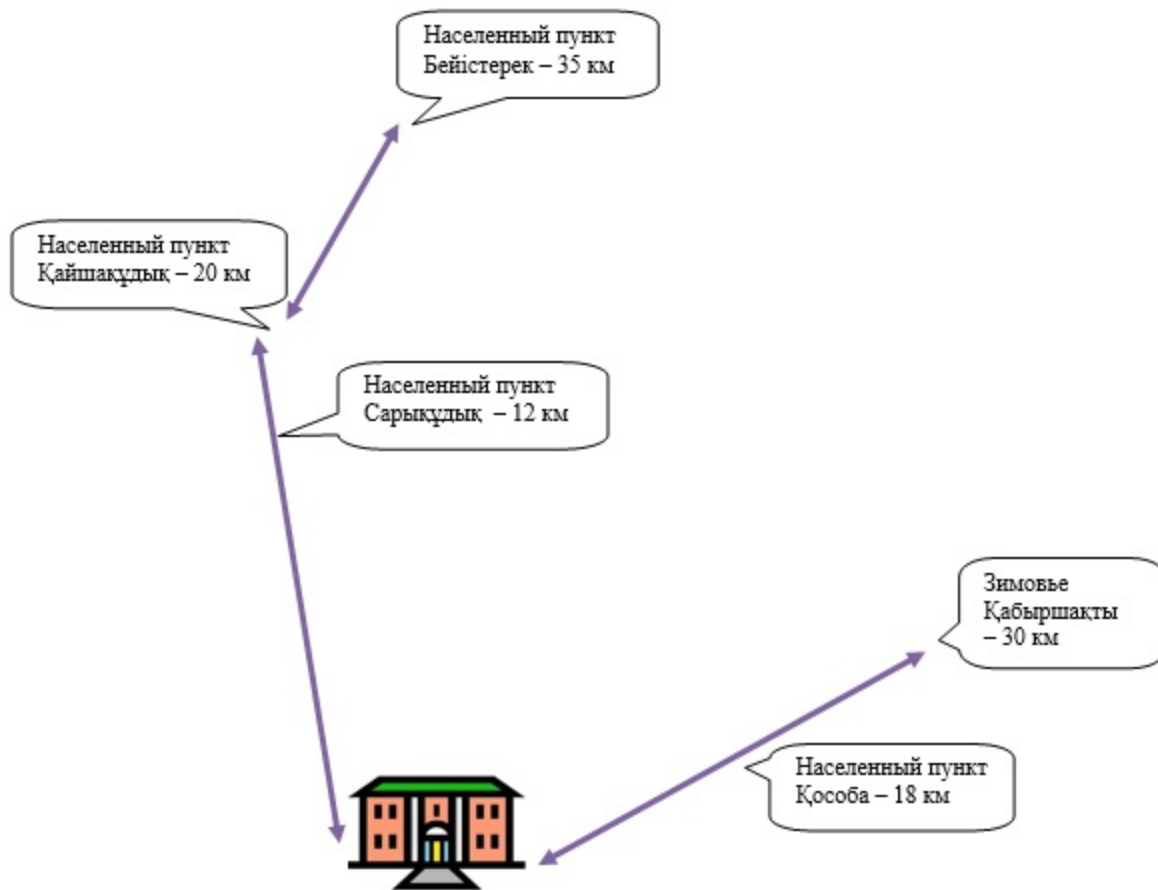 Населенный пункт
Бейістерек – 35 км
Населенный пункт
Қайшақұдық – 20 км
Населенный пункт
Сарықұдық – 12 км
Зимовье
Қабыршақты
– 30 км
Населенный пункт
Қособа – 18 км